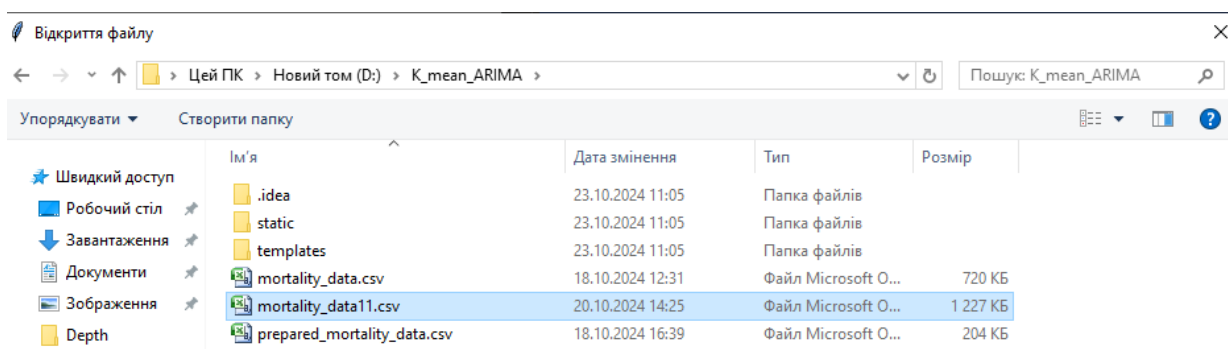 Відкриття файлу
Цей ПК > Новий том (D:) > K_mean_ARIMA >
Пошук: K_mean_ARIMA
Упорядкувати Створити папку
Ім'я Дата змінення Тип Розмір
Швидкий доступ
Робочий стіл
Завантаження
Документи
Зображення
Depth
.idea 23.10.2024 11:05 Папка файлів
static 23.10.2024 11:05 Папка файлів
templates 23.10.2024 11:05 Папка файлів
mortality_data.csv 18.10.2024 12:31 Файл Microsoft O... 720 КБ
mortality_data11.csv 20.10.2024 14:25 Файл Microsoft O... 1 227 КБ
prepared_mortality_data.csv 18.10.2024 16:39 Файл Microsoft O... 204 КБ